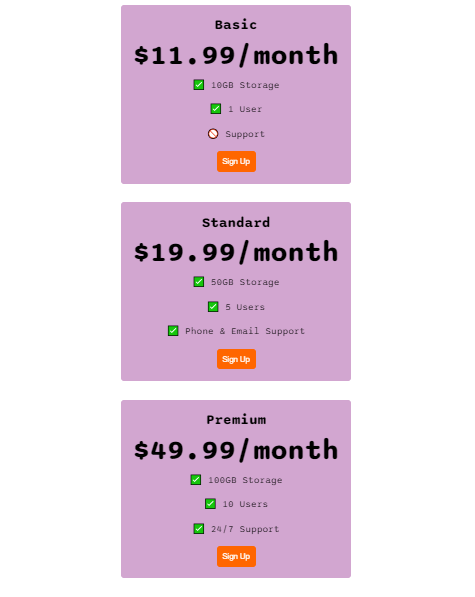 Basic
$11.99/month
✅ 10GB Storage
✅ 1 User
🚫 Support
Sign Up
Standard
$19.99/month
✅ 50GB Storage
✅ 5 Users
✅ Phone & Email Support
Sign Up
Premium
$49.99/month
✅ 100GB Storage
✅ 10 Users
✅ 24/7 Support
Sign Up